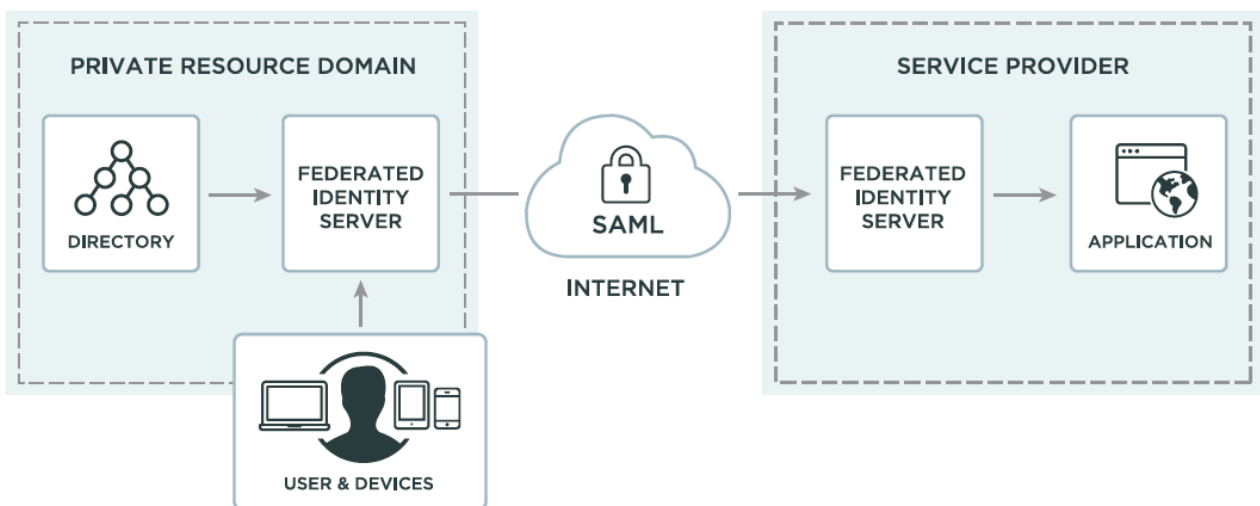 PRIVATE RESOURCE DOMAIN
DIRECTORY
FEDERATED
IDENTITY
SERVER
USER & DEVICES
SAML
INTERNET
SERVICE PROVIDER
FEDERATED
IDENTITY
SERVER
APPLICATION